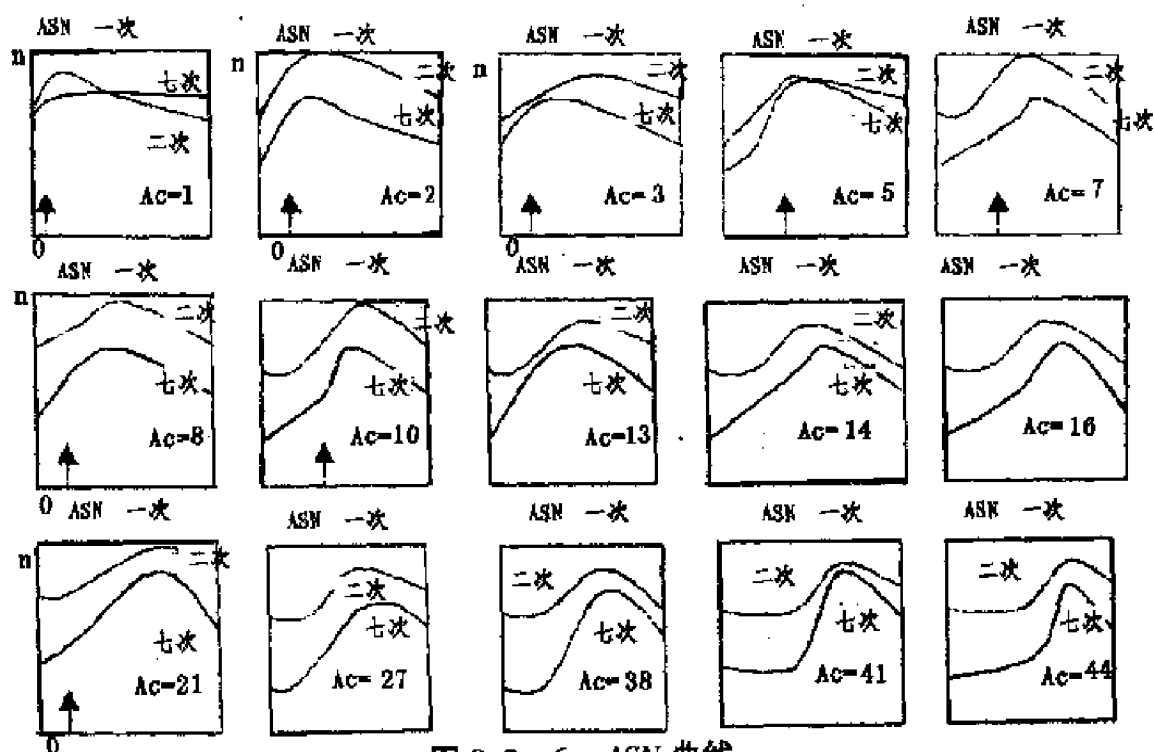 ASN 一次
n
七次
二次
Ac=1
0
ASN 一次
n
二次
七次
Ac=2
0
ASN 一次
n
二次
七次
Ac=3
ASN 一次
二次
七次
Ac=5
ASN 一次
二次
七次
Ac=7
ASN 一次
n
二次
七次
Ac=8
0
ASN 一次
二次
七次
Ac=10
ASN 一次
二次
七次
Ac=13
ASN 一次
二次
七次
Ac=14
ASN 一次
Ac=16
ASN 一次
n
二次
七次
Ac=21
0
ASN 一次
二次
七次
Ac=27
ASN 一次
二次
七次
Ac=38
ASN 一次
二次
七次
Ac=41
ASN 一次
二次
七次
Ac=44
ASN 曲线